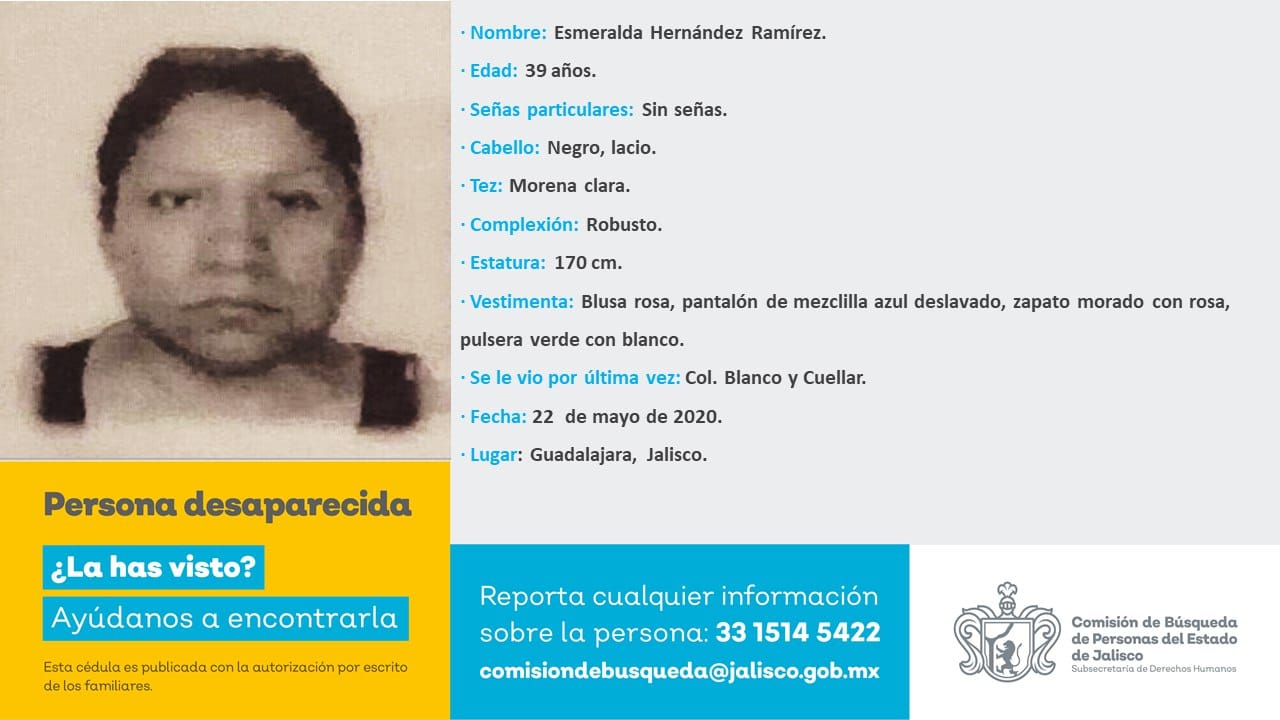 · Nombre: Esmeralda Hernández Ramírez.
· Edad: 39 años.
· Señas particulares: Sin señas.
· Cabello: Negro, lacio.
· Tez: Morena clara.
· Complexión: Robusto.
· Estatura: 170 cm.
· Vestimenta: Blusa rosa, pantalón de mezclilla azul deslavado, zapato morado con rosa,
pulsera verde con blanco.
· Se le vio por última vez: Col. Blanco y Cuellar.
· Fecha: 22 de mayo de 2020.
· Lugar: Guadalajara, Jalisco.
Persona desaparecida
¿La has visto?
Ayúdanos a encontrarla
Esta cédula es publicada con la autorización por escrito
de los familiares.
Reporta cualquier información
sobre la persona: 33 1514 5422
comisiondebusqueda@jalisco.gob.mx
Comisión de Búsqueda
de Personas del Estado
de Jalisco
Subsecretaría de Derechos Humanos